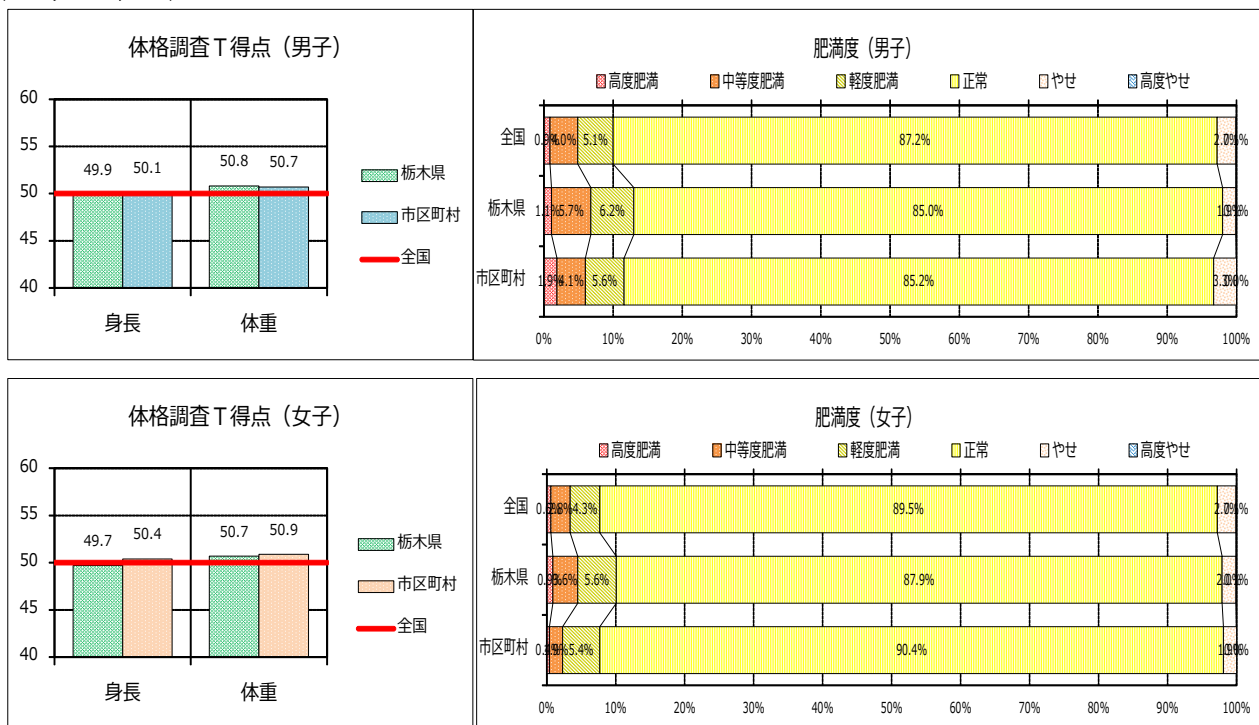 体格調査T得点（男子）
60
55
50
45
40
49.9
50.1
50.8
50.7
身長
体重
栃木県
市区町村
全国
肥満度（男子）
高度肥満 中等度肥満 軽度肥満 正常 やせ 高度やせ
全国 5.1% 87.2%
栃木県 1.1% 5.7% 6.2% 85.0%
市区町村 1.9% 4.1% 5.6% 85.2%
0% 10% 20% 30% 40% 50% 60% 70% 80% 90% 100%
体格調査T得点（女子）
60
55
50
45
40
49.7
50.4
50.7
50.9
身長
体重
栃木県
市区町村
全国
肥満度（女子）
高度肥満 中等度肥満 軽度肥満 正常 やせ 高度やせ
全国 4.3% 89.5%
栃木県 5.6% 87.9%
市区町村 5.4% 90.4%
0% 10% 20% 30% 40% 50% 60% 70% 80% 90% 100%